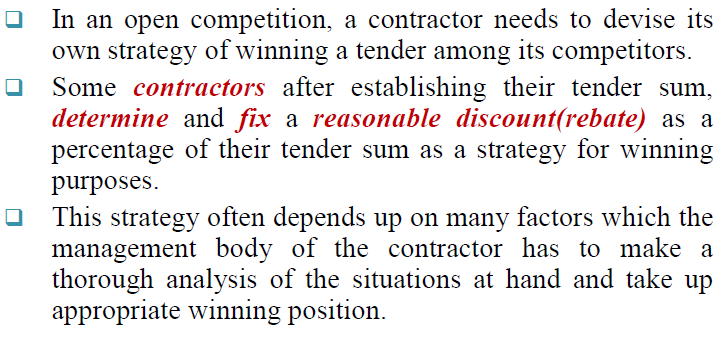 In an open competition, a contractor needs to devise its
own strategy of winning a tender among its competitors.
Some contractors after establishing their tender sum,
determine and fix a reasonable discount(rebate) as a
percentage of their tender sum as a strategy for winning
purposes.
This strategy often depends up on many factors which the
management body of the contractor has to make a
thorough analysis of the situations at hand and take up
appropriate winning position.